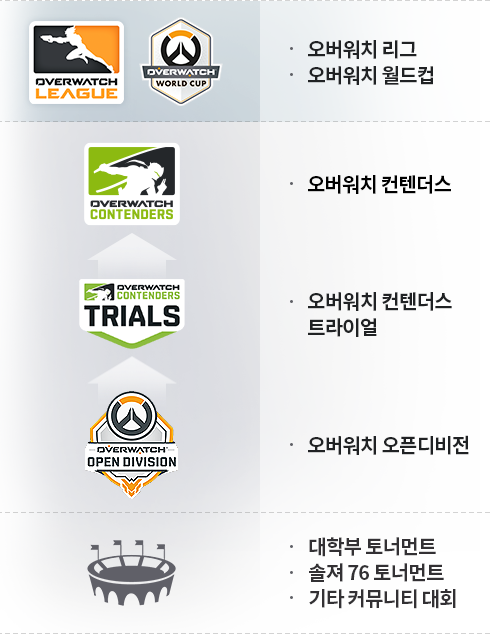 OVERWATCH
LEAGUE
OVERWATCH
WORLD CUP
· 오버워치 리그
· 오버워치 월드컵
OVERWATCH
CONTENDERS
· 오버워치 컨텐더스
OVERWATCH
CONTENDERS
TRIALS
· 오버워치 컨텐더스
트라이얼
OVERWATCH
OPEN DIVISION
· 오버워치 오픈디비전
· 대학부 토너먼트
· 솔져 76 토너먼트
· 기타 커뮤니티 대회